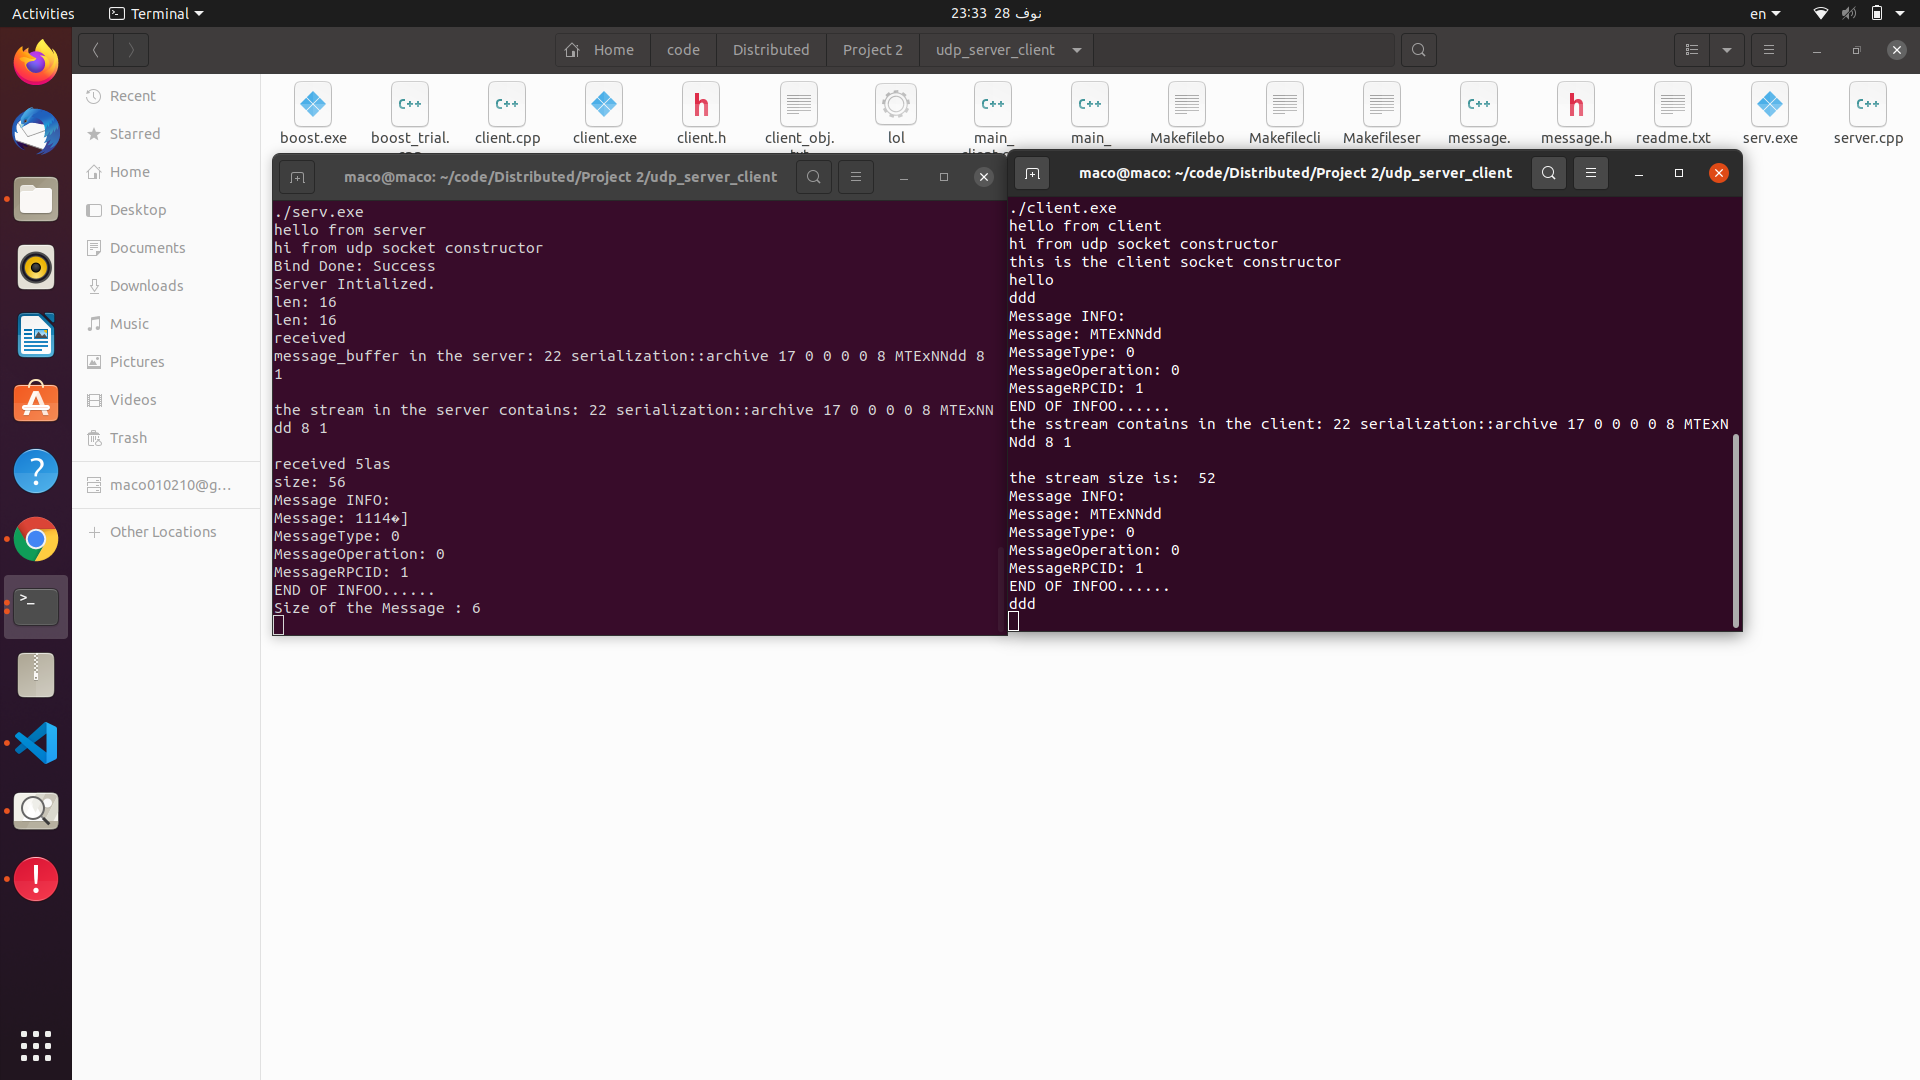 Activities
Terminal
23:33 28 نوف
en
Home
code
Distributed
Project 2
udp_server_client
Recent
Starred
Home
Desktop
Documents
Downloads
Music
Pictures
Videos
Trash
maco010210@g...
Other Locations
boost.exe
boost_trial.
client.cpp
client.exe
client.h
client_obj.
lol
main_
main_
Makefilebo
Makefilecli
Makefileser
message.
message.h
readme.txt
serv.exe
server.cpp
maco@maco: ~/code/Distributed/Project 2/udp_server_client
./serv.exe
hello from server
hi from udp socket constructor
Bind Done: Success
Server Intialized.
len: 16
len: 16
received
message_buffer in the server: 22 serialization::archive 17 0 0 0 0 8 MTExNNdd 8
1
the stream in the server contains: 22 serialization::archive 17 0 0 0 0 8 MTExNN
dd 8 1
received 5las
size: 56
Message INFO:
Message: 1114�]
MessageType: 0
MessageOperation: 0
MessageRPCID: 1
END OF INFOO......
Size of the Message : 6
maco@maco: ~/code/Distributed/Project 2/udp_server_client
./client.exe
hello from client
hi from udp socket constructor
this is the client socket constructor
hello
ddd
Message INFO:
Message: MTExNNdd
MessageType: 0
MessageOperation: 0
MessageRPCID: 1
END OF INFOO......
the sstream contains in the client: 22 serialization::archive 17 0 0 0 0 8 MTExN
Ndd 8 1
the stream size is:  52
Message INFO:
Message: MTExNNdd
MessageType: 0
MessageOperation: 0
MessageRPCID: 1
END OF INFOO......
ddd